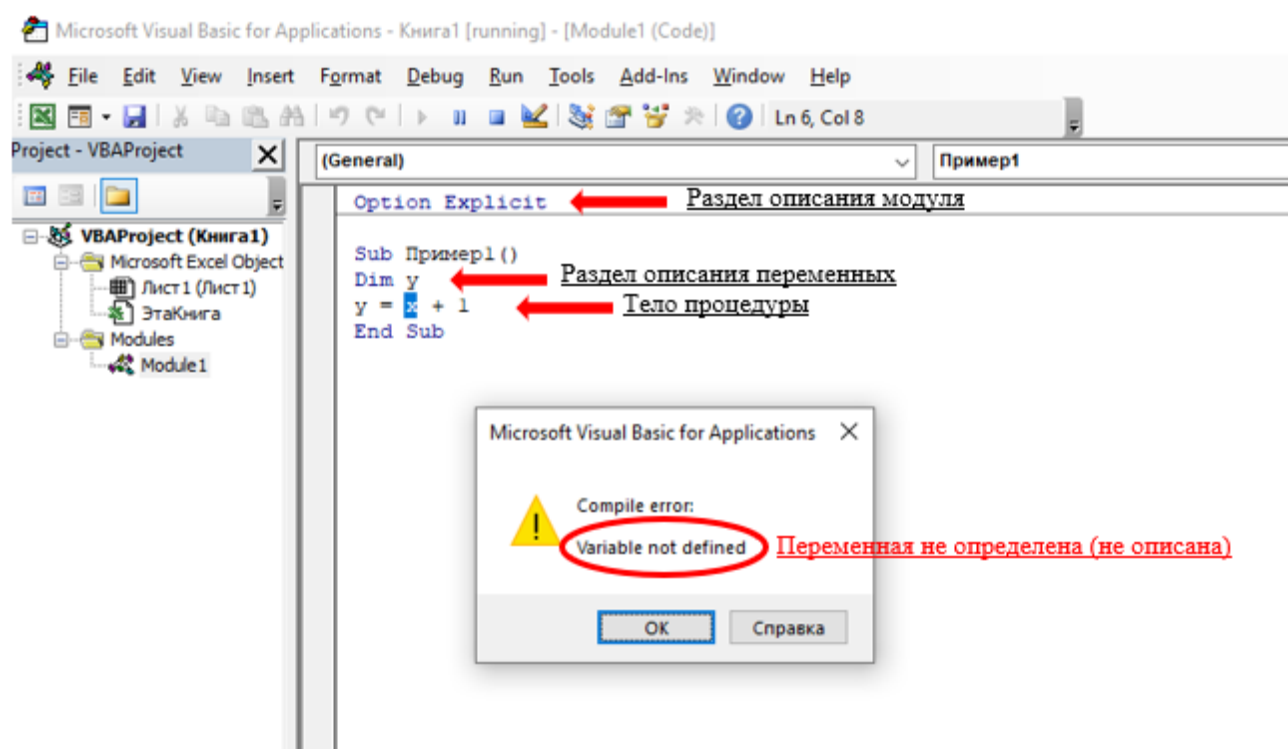 Microsoft Visual Basic for Applications - Книга1 [running] - [Module1 (Code)]
File Edit View Insert Format Debug Run Tools Add-Ins Window Help
Ln 6, Col 8
Project - VBAProject
(General)
Пример1
VBAProject (Книга1)
Microsoft Excel Object
Лист1 (Лист1)
ЭтаКнига
Modules
Module1
Option Explicit Раздел описания модуля
Sub Пример1()
Dim y Раздел описания переменных
y = x + 1 Тело процедуры
End Sub
Microsoft Visual Basic for Applications
Compile error:
Variable not defined Переменная не определена (не описана)
OK Справка